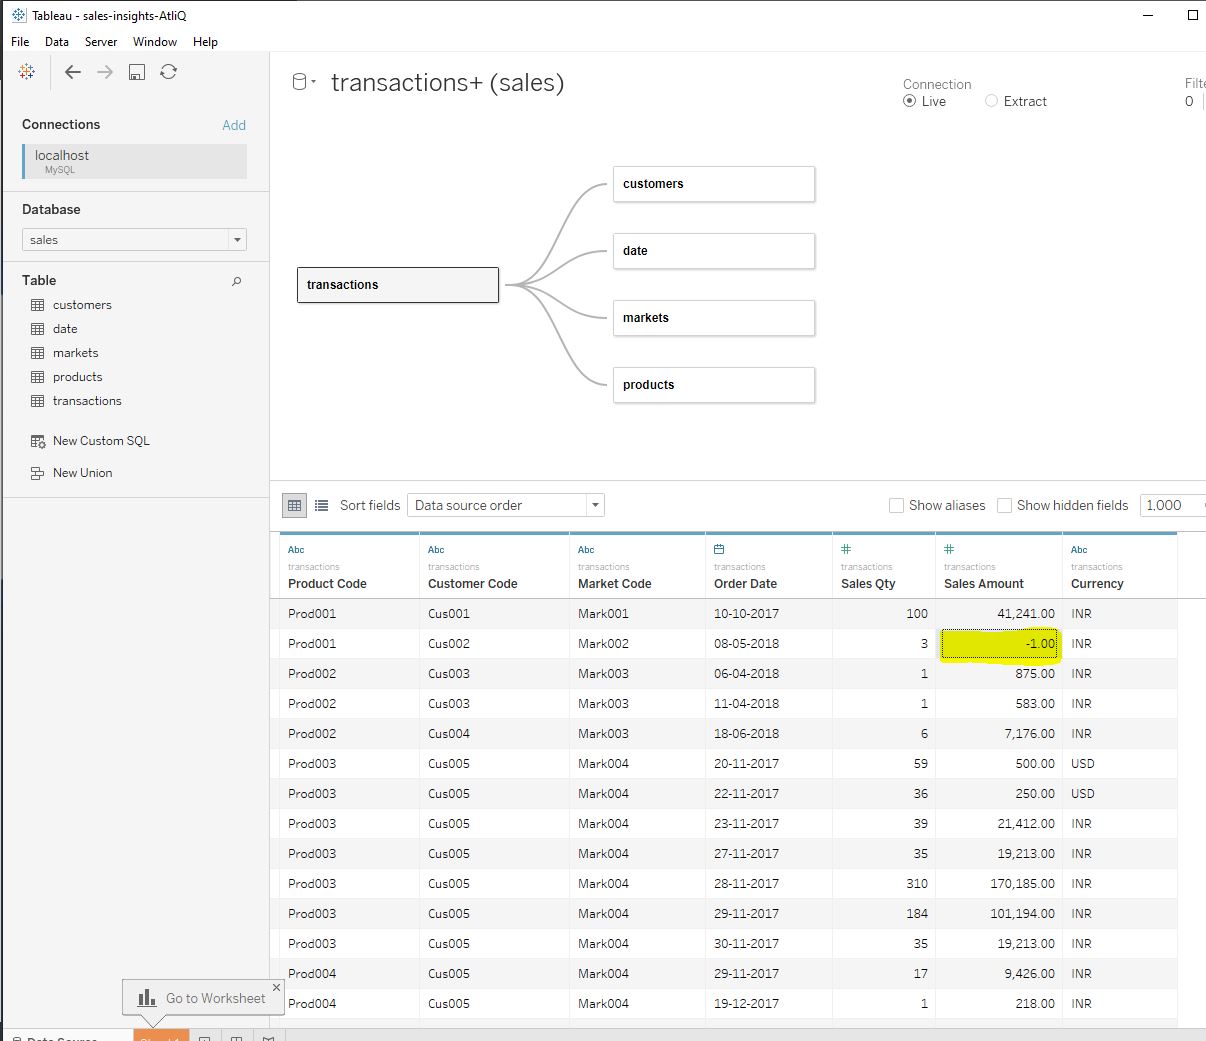 Tableau - sales-insights-AtliQ
File Data Server Window Help
transactions+ (sales)
Connection
Live Extract
0
Connections Add
localhost
MySQL
Database
sales
Table
customers
date
markets
products
transactions
New Custom SQL
New Union
transactions
customers
date
markets
products
Sort fields Data source order Show aliases Show hidden fields 1,000
Abc Abc Abc # # Abc
transactions transactions transactions transactions transactions transactions transactions
Product Code Customer Code Market Code Order Date Sales Qty Sales Amount Currency
Prod001 Cus001 Mark001 10-10-2017 100 41,241.00 INR
Prod001 Cus002 Mark002 08-05-2018 3 -1.00 INR
Prod002 Cus003 Mark003 06-04-2018 1 875.00 INR
Prod002 Cus003 Mark003 11-04-2018 1 583.00 INR
Prod002 Cus004 Mark003 18-06-2018 6 7,176.00 INR
Prod003 Cus005 Mark004 20-11-2017 59 500.00 USD
Prod003 Cus005 Mark004 22-11-2017 36 250.00 USD
Prod003 Cus005 Mark004 23-11-2017 39 21,412.00 INR
Prod003 Cus005 Mark004 27-11-2017 35 19,213.00 INR
Prod003 Cus005 Mark004 28-11-2017 310 170,185.00 INR
Prod003 Cus005 Mark004 29-11-2017 184 101,194.00 INR
Prod003 Cus005 Mark004 30-11-2017 35 19,213.00 INR
Prod004 Cus005 Mark004 29-11-2017 17 9,426.00 INR
Prod004 Cus005 Mark004 19-12-2017 1 218.00 INR
Go to Worksheet
Data Source